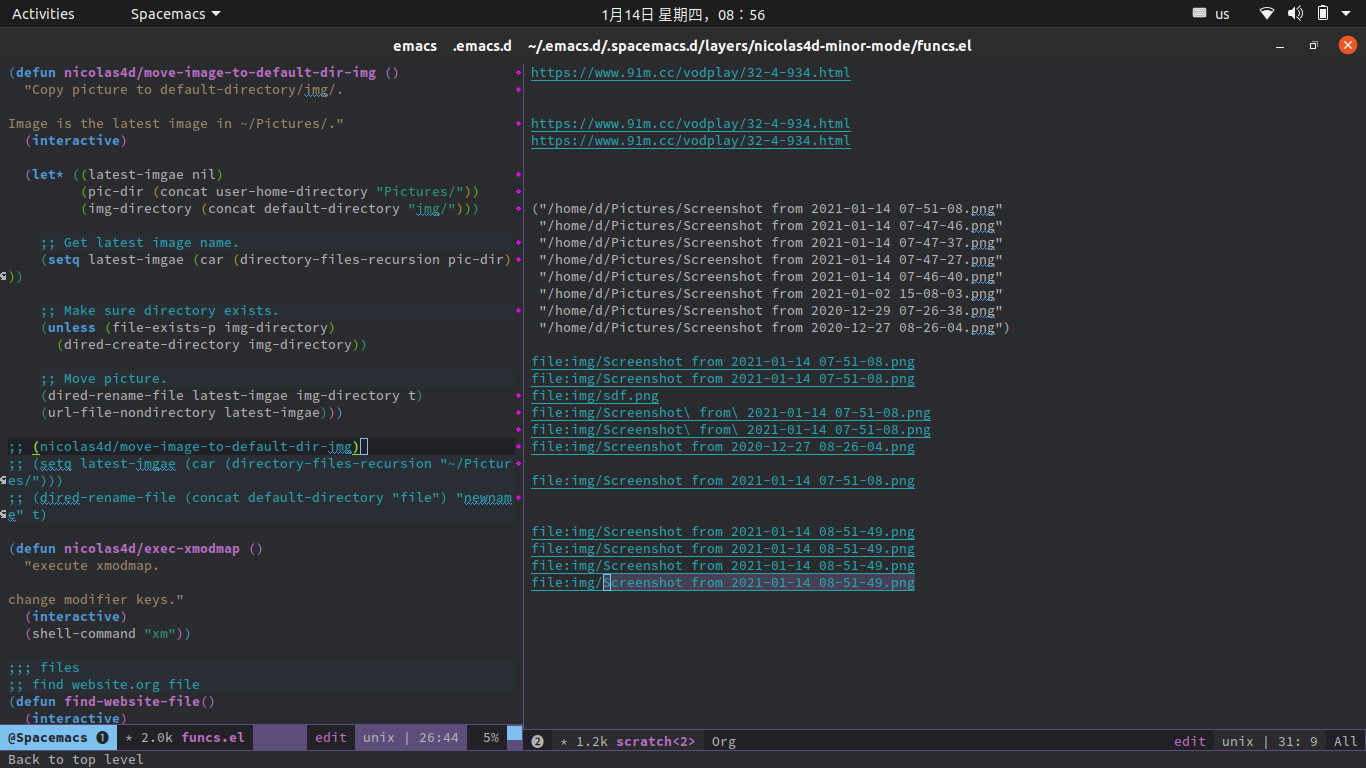 Activities
Spacemacs
1月14日 星期四, 08：56
us
emacs .emacs.d ~/.emacs.d/.spacemacs.d/layers/nicolas4d-minor-mode/funcs.el
(defun nicolas4d/move-image-to-default-dir-img ()
"Copy picture to default-directory/img/.
Image is the latest image in ~/Pictures/."
(interactive)
(let* ((latest-imgae nil)
(pic-dir (concat user-home-directory "Pictures/"))
(img-directory (concat default-directory "img/")))
;; Get latest image name.
(setq latest-imgae (car (directory-files-recursion pic-dir)
))
;; Make sure directory exists.
(unless (file-exists-p img-directory)
(dired-create-directory img-directory))
;; Move picture.
(dired-rename-file latest-imgae img-directory t)
(url-file-nondirectory latest-imgae)))
;; (nicolas4d/move-image-to-default-dir-img)
;; (setq latest-imgae (car (directory-files-recursion "~/Pictur
es/")))
;; (dired-rename-file (concat default-directory "file") "newnam
e" t)
(defun nicolas4d/exec-xmodmap ()
"execute xmodmap.
change modifier keys."
(interactive)
(shell-command "xm"))
;;; files
;; find website.org file
(defun find-website-file()
(interactive)
@Spacemacs 1 * 2.0k funcs.el edit unix | 26:44 5%
https://www.91m.cc/vodplay/32-4-934.html
https://www.91m.cc/vodplay/32-4-934.html
https://www.91m.cc/vodplay/32-4-934.html
("/home/d/Pictures/Screenshot from 2021-01-14 07-51-08.png"
"/home/d/Pictures/Screenshot from 2021-01-14 07-47-46.png"
"/home/d/Pictures/Screenshot from 2021-01-14 07-47-37.png"
"/home/d/Pictures/Screenshot from 2021-01-14 07-47-27.png"
"/home/d/Pictures/Screenshot from 2021-01-14 07-46-40.png"
"/home/d/Pictures/Screenshot from 2021-01-02 15-08-03.png"
"/home/d/Pictures/Screenshot from 2020-12-29 07-26-38.png"
"/home/d/Pictures/Screenshot from 2020-12-27 08-26-04.png")
file:img/Screenshot from 2021-01-14 07-51-08.png
file:img/Screenshot from 2021-01-14 07-51-08.png
file:img/sdf.png
file:img/Screenshot\ from\ 2021-01-14 07-51-08.png
file:img/Screenshot\ from\ 2021-01-14 07-51-08.png
file:img/Screenshot from 2020-12-27 08-26-04.png
file:img/Screenshot from 2021-01-14 07-51-08.png
file:img/Screenshot from 2021-01-14 08-51-49.png
file:img/Screenshot from 2021-01-14 08-51-49.png
file:img/Screenshot from 2021-01-14 08-51-49.png
file:img/Screenshot from 2021-01-14 08-51-49.png
2 * 1.2k scratch<2> Org edit unix | 31: 9 All
Back to top level